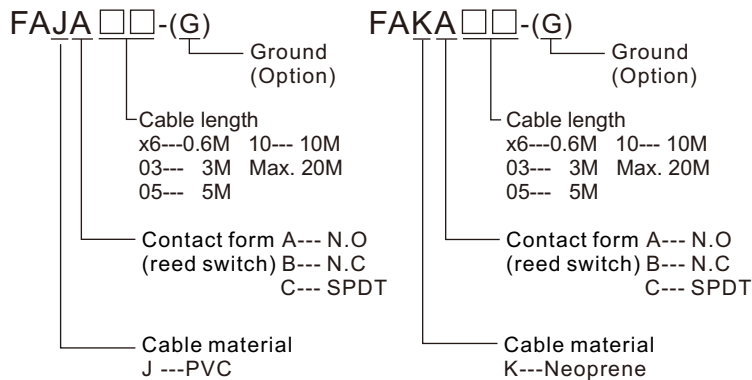 FAJA □□-(G)
Ground
(Option)
Cable length
x6---0.6M 10--- 10M
03--- 3M Max. 20M
05--- 5M
Contact form A--- N.O
(reed switch) B--- N.C
C--- SPDT
Cable material
J ---PVC
FAKA □□-(G)
Ground
(Option)
Cable length
x6---0.6M 10--- 10M
03--- 3M Max. 20M
05--- 5M
Contact form A--- N.O
(reed switch) B--- N.C
C--- SPDT
Cable material
K---Neoprene